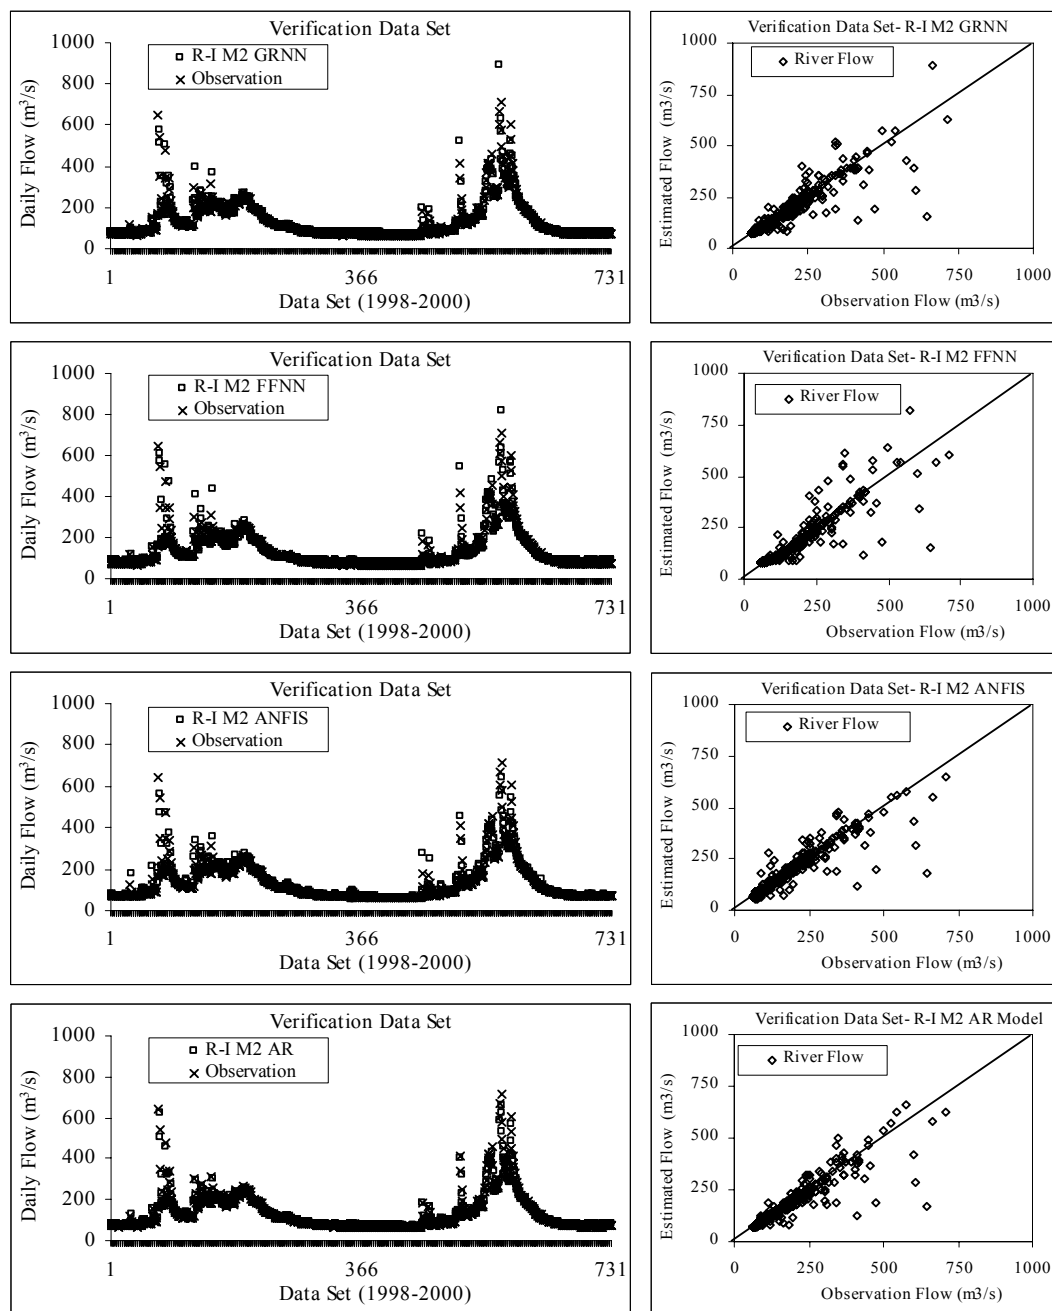 Verification Data Set
R-I M2 GRNN
Observation
Daily Flow (m³/s)
1000
800
600
400
200
0
1 366 731
Data Set (1998-2000)
Verification Data Set- R-I M2 GRNN
River Flow
Estimated Flow (m3/s)
1000
750
500
250
0
0 250 500 750 1000
Observation Flow (m3/s)
Verification Data Set
R-I M2 FFNN
Observation
Daily Flow (m³/s)
1000
800
600
400
200
0
1 366 731
Data Set (1998-2000)
Verification Data Set- R-I M2 FFNN
River Flow
Estimated Flow (m3/s)
1000
750
500
250
0
0 250 500 750 1000
Observation Flow (m3/s)
Verification Data Set
R-I M2 ANFIS
Observation
Daily Flow (m³/s)
1000
800
600
400
200
0
1 366 731
Data Set (1998-2000)
Verification Data Set- R-I M2 ANFIS
River Flow
Estimated Flow (m3/s)
1000
750
500
250
0
0 250 500 750 1000
Observation Flow (m3/s)
Verification Data Set
R-I M2 AR
Observation
Daily Flow (m³/s)
1000
800
600
400
200
0
1 366 731
Data Set (1998-2000)
Verification Data Set- R-I M2 AR Model
River Flow
Estimated Flow (m3/s)
1000
750
500
250
0
0 250 500 750 1000
Observation Flow (m3/s)